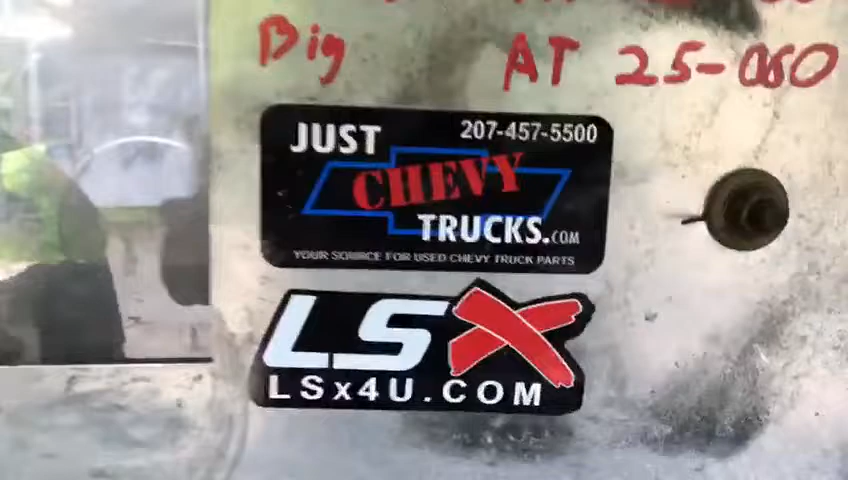 Big AT 25-060
JUST 207-457-5500
CHEVY
TRUCKS.COM
YOUR SOURCE FOR USED CHEVY TRUCK PARTS
LSX
LSx4U.COM